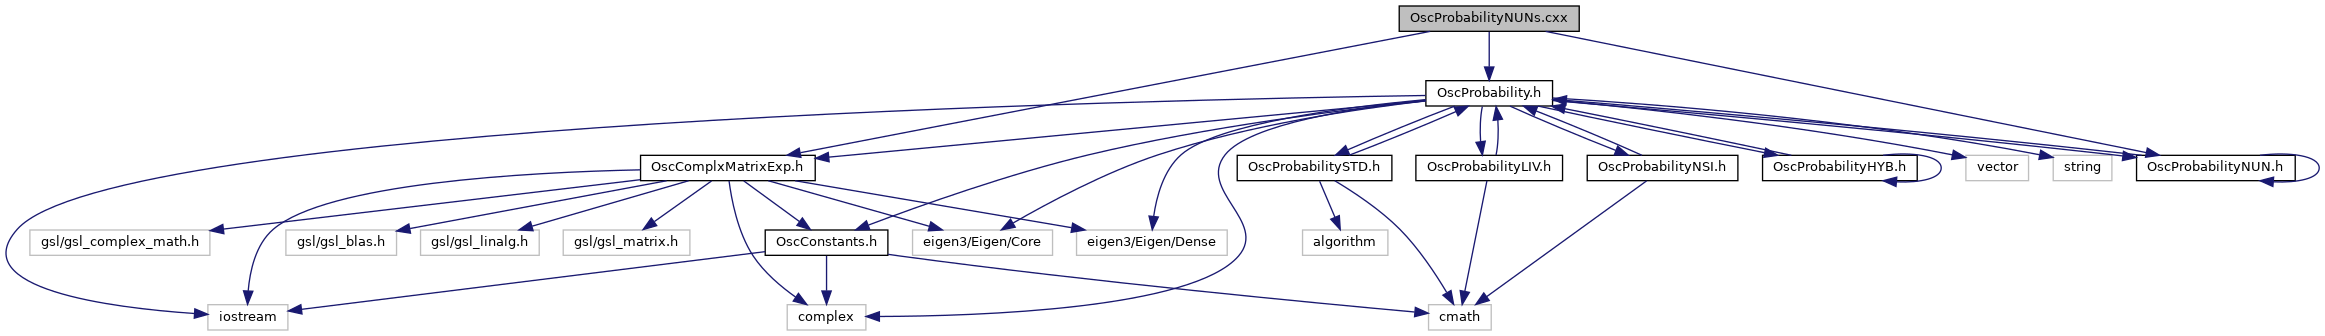 OscProbabilityNUNs.cxx
OscProbability.h
OscComplxMatrixExp.h
OscProbabilitySTD.h
OscProbabilityLIV.h
OscProbabilityNSI.h
OscProbabilityHYB.h
vector
string
OscProbabilityNUN.h
gsl/gsl_complex_math.h
gsl/gsl_blas.h
gsl/gsl_linalg.h
gsl/gsl_matrix.h
OscConstants.h
eigen3/Eigen/Core
eigen3/Eigen/Dense
algorithm
iostream
complex
cmath